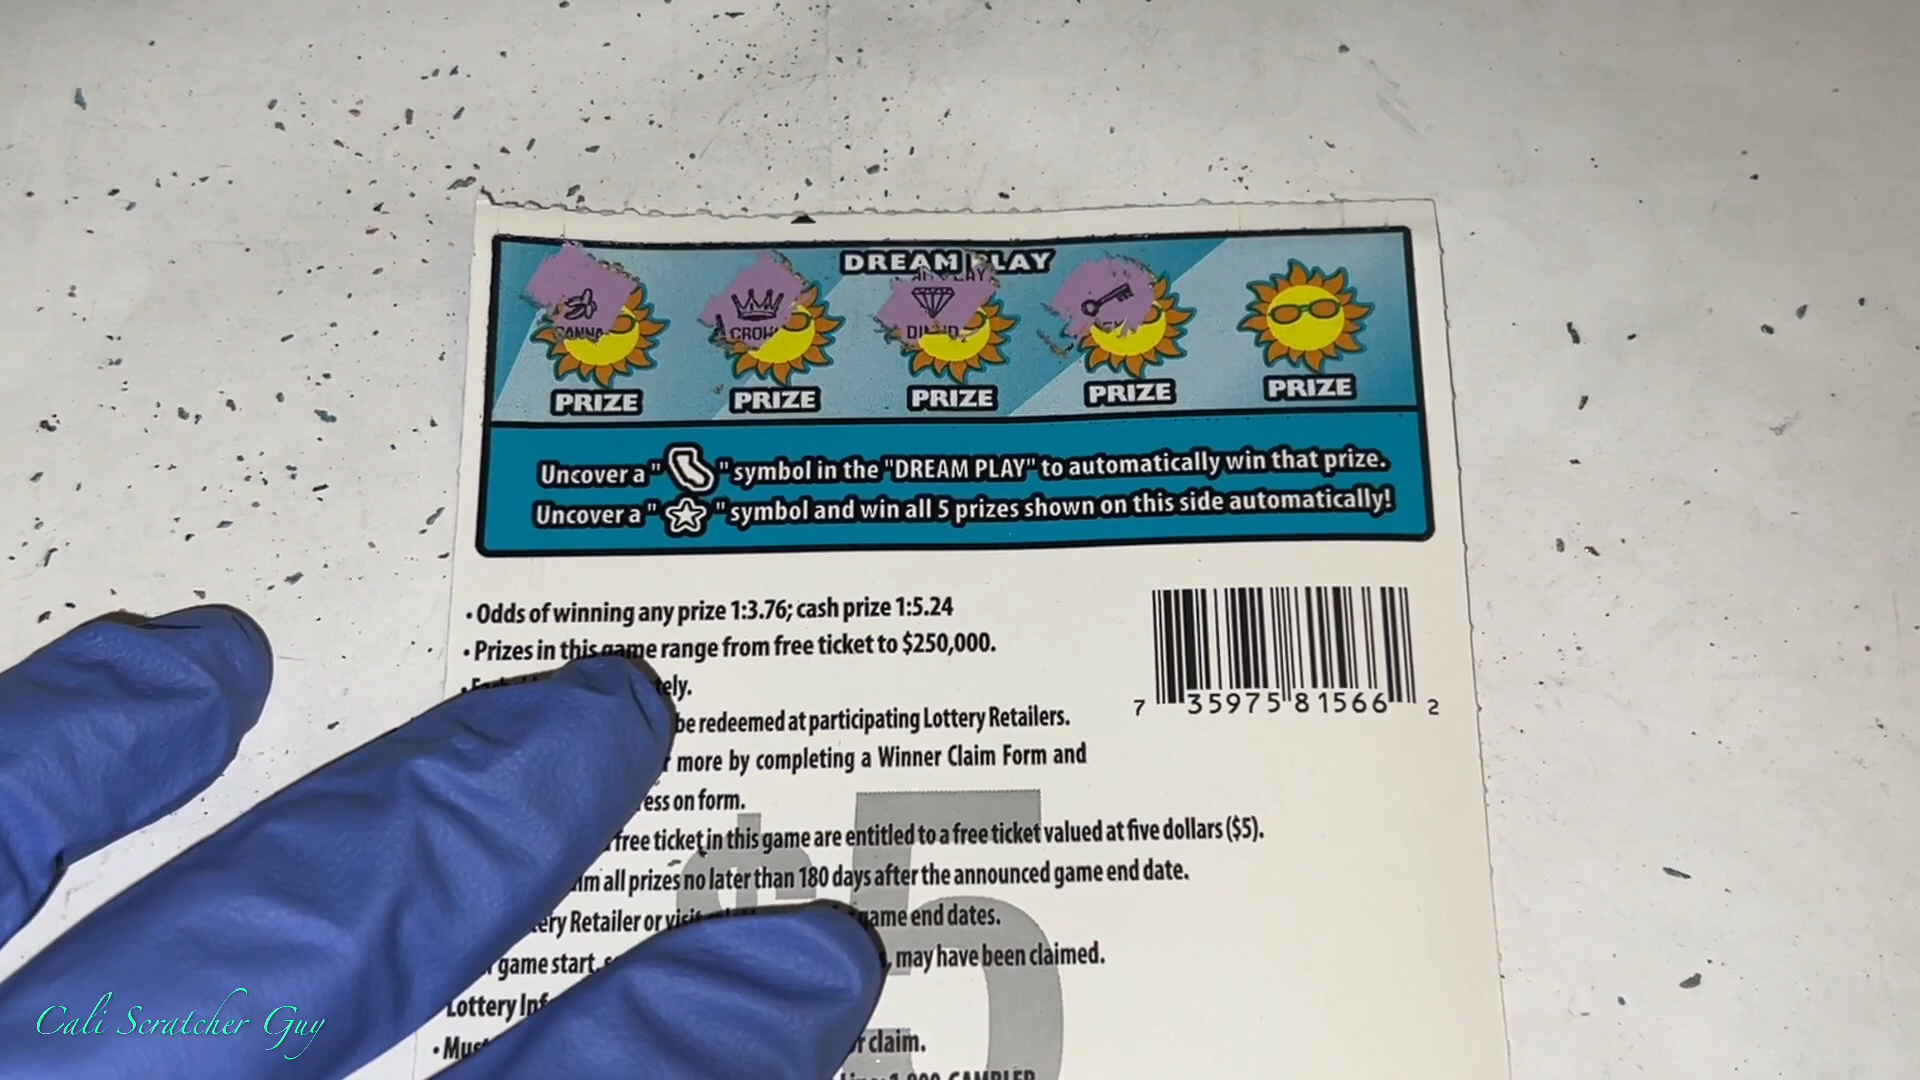 DREAM PLAY
CROW
PRIZE PRIZE PRIZE PRIZE PRIZE
Uncover a " " symbol in the "DREAM PLAY" to automatically win that prize.
Uncover a " " symbol and win all 5 prizes shown on this side automatically!
• Odds of winning any prize 1:3.76; cash prize 1:5.24
• Prizes in this game range from free ticket to $250,000.
be redeemed at participating Lottery Retailers.
more by completing a Winner Claim Form and
on form.
free ticket in this game are entitled to a free ticket valued at five dollars ($5).
all prizes no later than 180 days after the announced game end date.
Retailer or visit game end dates.
game start, may have been claimed.
Lottery
claim.
7 35975 81566 2
$5
Cali Scratcher Guy